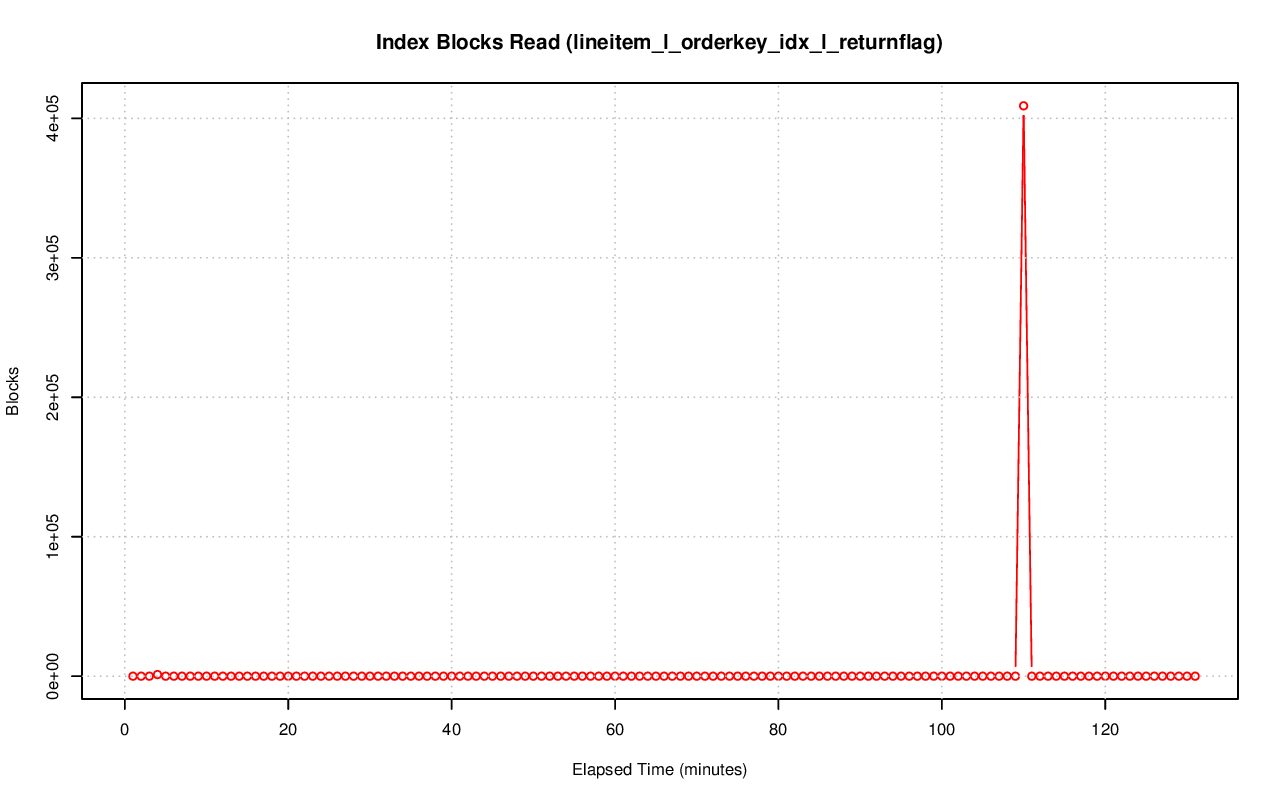 Index Blocks Read (lineitem_l_orderkey_idx_l_returnflag)
Blocks
4e+05
3e+05
2e+05
1e+05
0e+00
0 20 40 60 80 100 120
Elapsed Time (minutes)